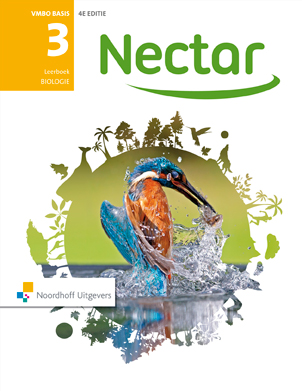 VMBO BASIS
4E EDITIE
3
Leerboek
BIOLOGIE
Nectar
Noordhoff Uitgevers